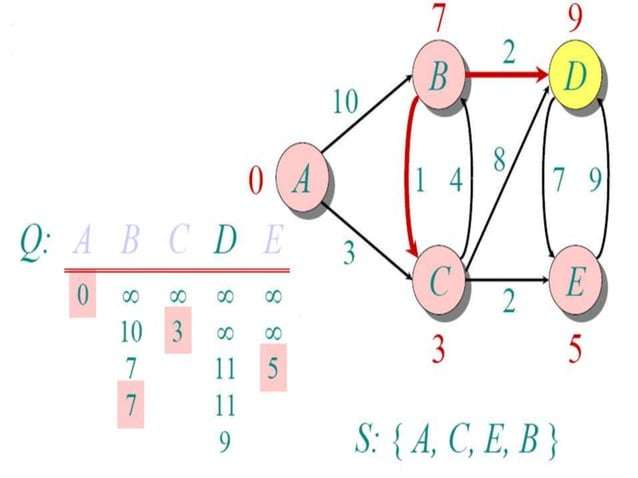 7 9
B 2 D
10
0 A 1 4 8 7 9
3
C 2 E
3 5
Q: A B C D E
0 ∞ ∞ ∞ ∞
10 3 ∞ ∞
7 11 5
7 11
9
S: { A, C, E, B }